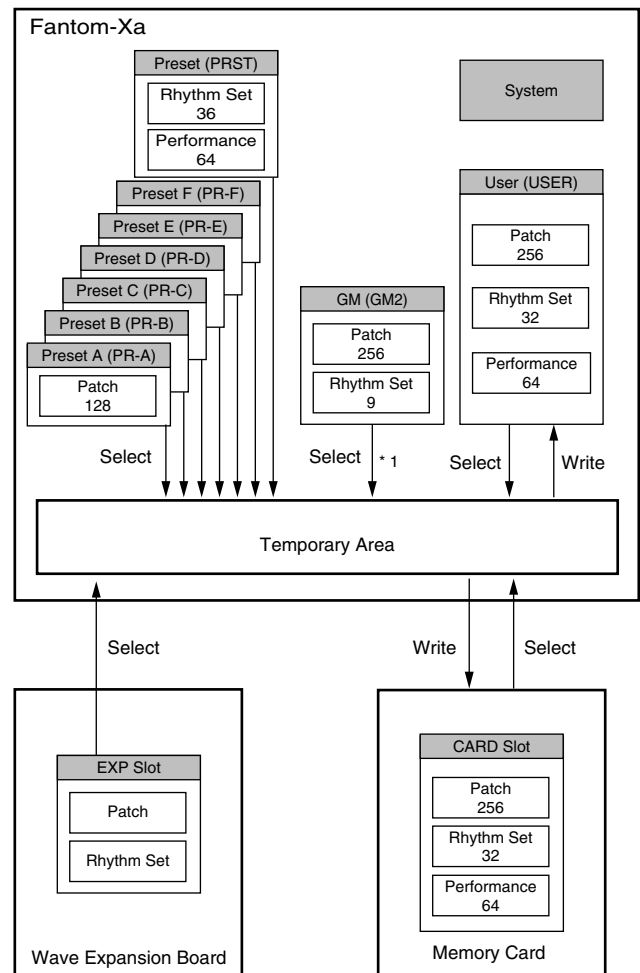 Fantom-Xa
Preset (PRST)
Rhythm Set
36
Performance
64
System
Preset F (PR-F)
Preset E (PR-E)
Preset D (PR-D)
Preset C (PR-C)
Preset B (PR-B)
Preset A (PR-A)
Patch
128
GM (GM2)
Patch
256
Rhythm Set
9
User (USER)
Patch
256
Rhythm Set
32
Performance
64
Select
Select * 1
Select
Write
Temporary Area
Select
Write
Select
EXP Slot
Patch
Rhythm Set
Wave Expansion Board
CARD Slot
Patch
256
Rhythm Set
32
Performance
64
Memory Card